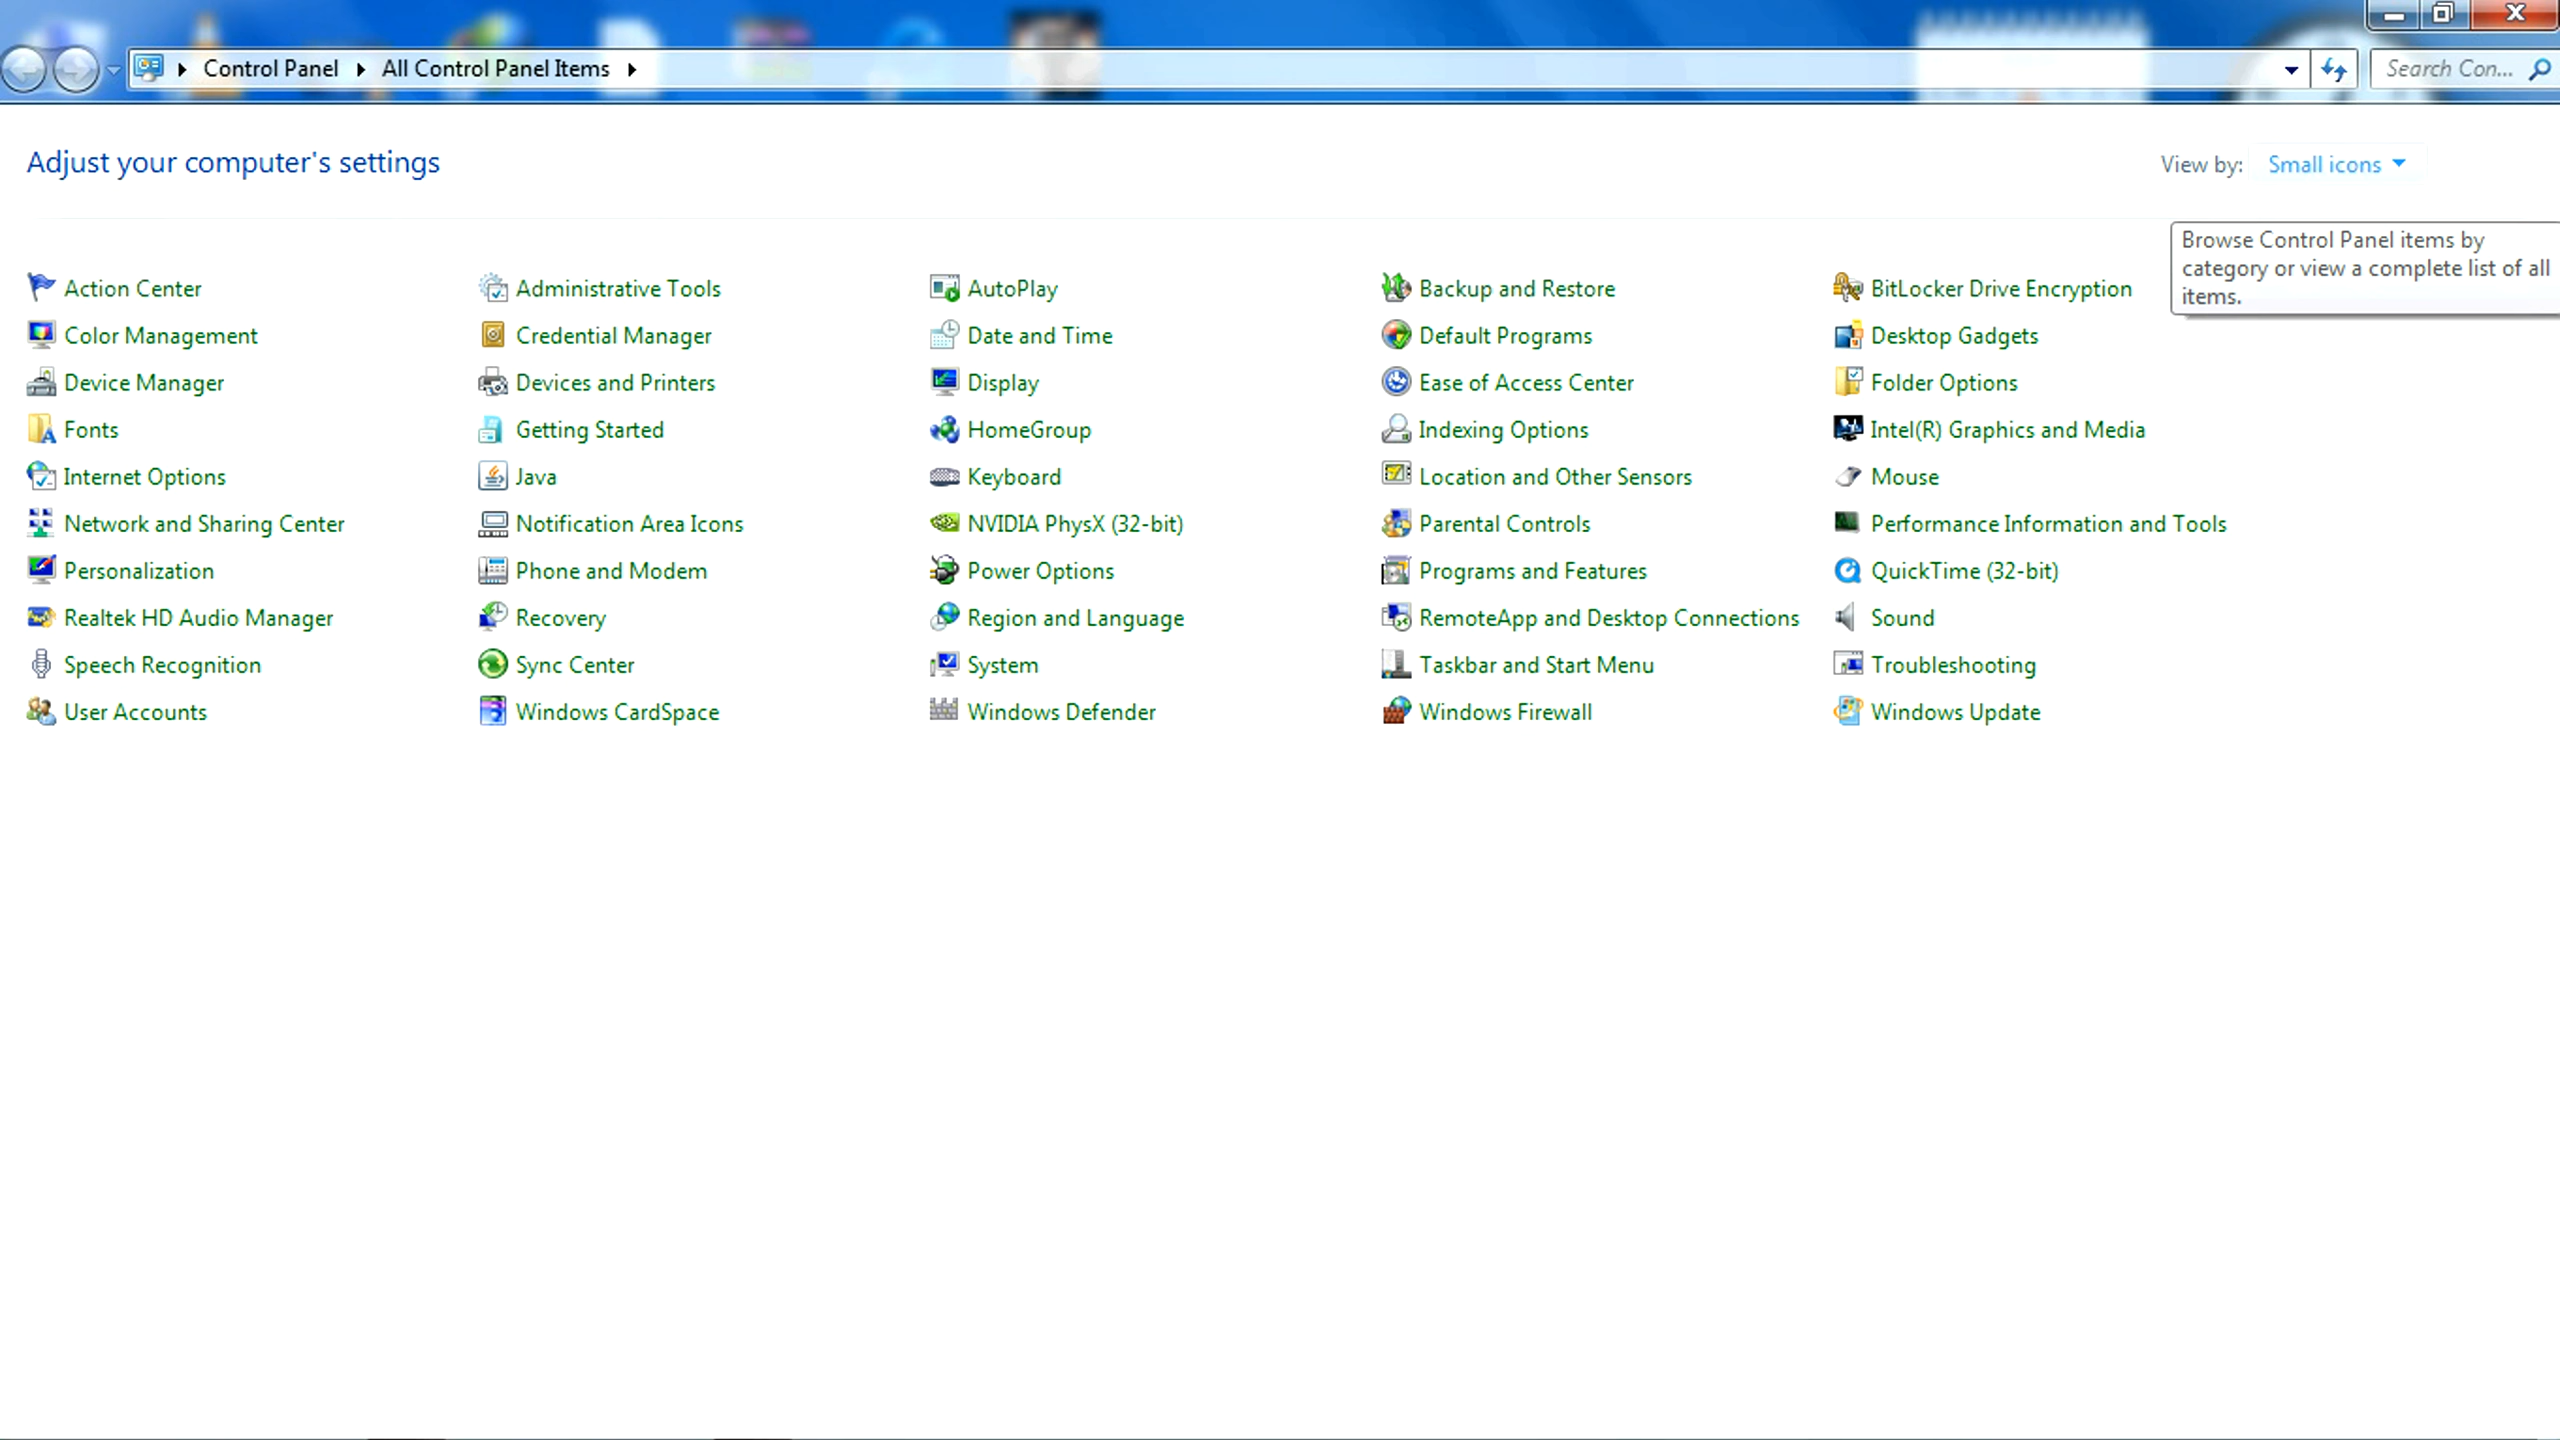 Control Panel All Control Panel Items
Search Con...
Adjust your computer's settings
View by: Small icons
Browse Control Panel items by
category or view a complete list of all
items.
Action Center Administrative Tools AutoPlay Backup and Restore BitLocker Drive Encryption
Color Management Credential Manager Date and Time Default Programs Desktop Gadgets
Device Manager Devices and Printers Display Ease of Access Center Folder Options
Fonts Getting Started HomeGroup Indexing Options Intel(R) Graphics and Media
Internet Options Java Keyboard Location and Other Sensors Mouse
Network and Sharing Center Notification Area Icons NVIDIA PhysX (32-bit) Parental Controls Performance Information and Tools
Personalization Phone and Modem Power Options Programs and Features QuickTime (32-bit)
Realtek HD Audio Manager Recovery Region and Language RemoteApp and Desktop Connections Sound
Speech Recognition Sync Center System Taskbar and Start Menu Troubleshooting
User Accounts Windows CardSpace Windows Defender Windows Firewall Windows Update